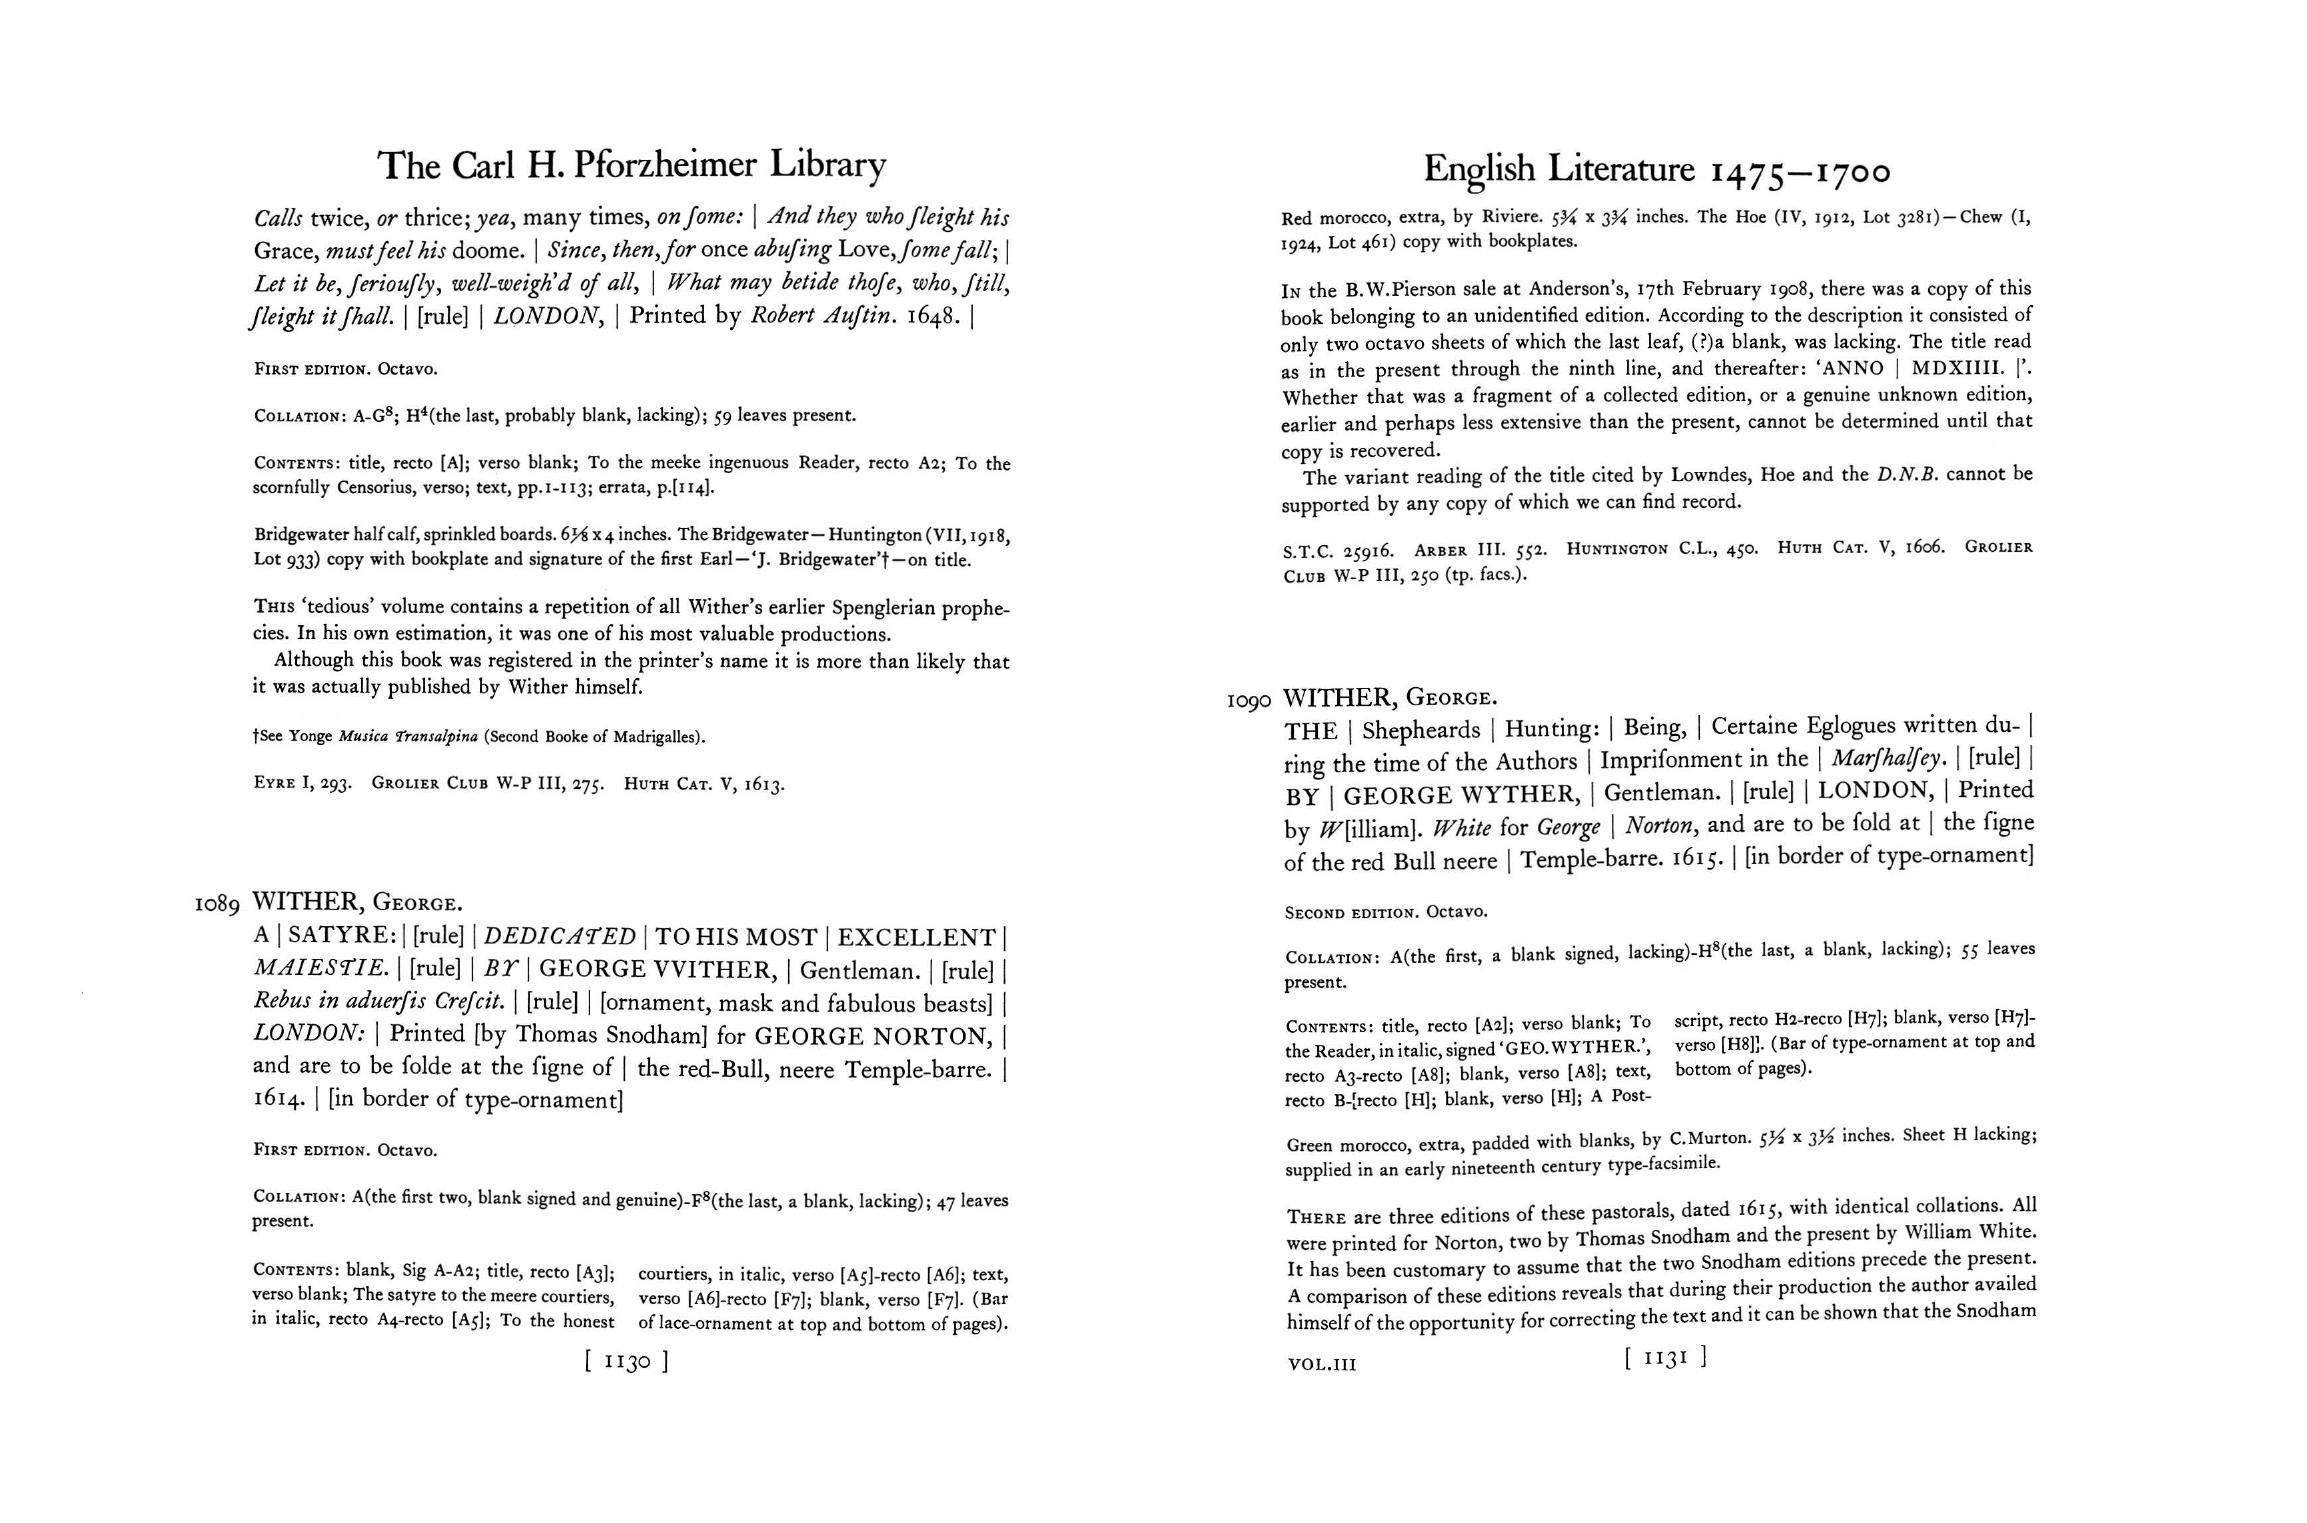 The Carl H. Pforzheimer Library
Calls twice, or thrice; yea, many times, on ſome: | And they who ſleight his
Grace, must feel his doome. | Since, then, for once abuſing Love, ſome fall; |
Let it be, ſeriouſly, well-weigh'd of all, | What may betide thoſe, who, ſtill,
ſleight it ſhall. | [rule] | LONDON, | Printed by Robert Auſtin. 1648. |
FIRST EDITION. Octavo.
COLLATION: A-G⁸; H⁴(the last, probably blank, lacking); 59 leaves present.
CONTENTS: title, recto [A]; verso blank; To the meeke ingenuous Reader, recto A2; To the
scornfully Censorius, verso; text, pp.1-113; errata, p.[114].
Bridgewater half calf, sprinkled boards. 6⅛ x 4 inches. The Bridgewater—Huntington (VII, 1918,
Lot 933) copy with bookplate and signature of the first Earl—'J. Bridgewater'†—on title.
THIS 'tedious' volume contains a repetition of all Wither's earlier Spenglerian prophe-
cies. In his own estimation, it was one of his most valuable productions.
Although this book was registered in the printer's name it is more than likely that
it was actually published by Wither himself.
†See Yonge Musica Transalpina (Second Booke of Madrigalles).
EYRE I, 293. GROLIER CLUB W-P III, 275. HUTH CAT. V, 1613.
1089 WITHER, GEORGE.
A | SATYRE: | [rule] | DEDICATED | TO HIS MOST | EXCELLENT |
MAIESTIE. | [rule] | BY | GEORGE VVITHER, | Gentleman. | [rule] |
Rebus in aduerſis Creſcit. | [rule] | [ornament, mask and fabulous beasts] |
LONDON: | Printed [by Thomas Snodham] for GEORGE NORTON, |
and are to be ſolde at the ſigne of | the red-Bull, neere Temple-barre. |
1614. | [in border of type-ornament]
FIRST EDITION. Octavo.
COLLATION: A(the first two, blank signed and genuine)-F⁸(the last, a blank, lacking); 47 leaves
present.
CONTENTS: blank, Sig A-A2; title, recto [A3];
verso blank; The satyre to the meere courtiers,
in italic, recto A4-recto [A5]; To the honest
courtiers, in italic, verso [A5]-recto [A6]; text,
verso [A6]-recto [F7]; blank, verso [F7]. (Bar
of lace-ornament at top and bottom of pages).
[ 1130 ]
English Literature 1475—1700
Red morocco, extra, by Riviere. 5¾ x 3¾ inches. The Hoe (IV, 1912, Lot 3281)—Chew (I,
1924, Lot 461) copy with bookplates.
IN the B.W.Pierson sale at Anderson's, 17th February 1908, there was a copy of this
book belonging to an unidentified edition. According to the description it consisted of
only two octavo sheets of which the last leaf, (?)a blank, was lacking. The title read
as in the present through the ninth line, and thereafter: 'ANNO | MDXIIII. |'.
Whether that was a fragment of a collected edition, or a genuine unknown edition,
earlier and perhaps less extensive than the present, cannot be determined until that
copy is recovered.
The variant reading of the title cited by Lowndes, Hoe and the D.N.B. cannot be
supported by any copy of which we can find record.
S.T.C. 25916. ARBER III. 552. HUNTINGTON C.L., 450. HUTH CAT. V, 1606. GROLIER
CLUB W-P III, 250 (tp. facs.).
1090 WITHER, GEORGE.
THE | Shepheards | Hunting: | Being, | Certaine Eglogues written du- |
ring the time of the Authors | Impriſonment in the | Marſhalſey. | [rule] |
BY | GEORGE WYTHER, | Gentleman. | [rule] | LONDON, | Printed
by W[illiam]. White for George | Norton, and are to be ſold at | the ſigne
of the red Bull neere | Temple-barre. 1615. | [in border of type-ornament]
SECOND EDITION. Octavo.
COLLATION: A(the first, a blank signed, lacking)-H⁸(the last, a blank, lacking); 55 leaves
present.
CONTENTS: title, recto [A2]; verso blank; To
the Reader, in italic, signed 'GEO. WYTHER.',
recto A3-recto [A8]; blank, verso [A8]; text,
recto B-[recto [H]; blank, verso [H]; A Post-
script, recto H2-recto [H7]; blank, verso [H7]-
verso [H8]]. (Bar of type-ornament at top and
bottom of pages).
Green morocco, extra, padded with blanks, by C.Murton. 5½ x 3½ inches. Sheet H lacking;
supplied in an early nineteenth century type-facsimile.
THERE are three editions of these pastorals, dated 1615, with identical collations. All
were printed for Norton, two by Thomas Snodham and the present by William White.
It has been customary to assume that the two Snodham editions precede the present.
A comparison of these editions reveals that during their production the author availed
himself of the opportunity for correcting the text and it can be shown that the Snodham
VOL.III
[ 1131 ]